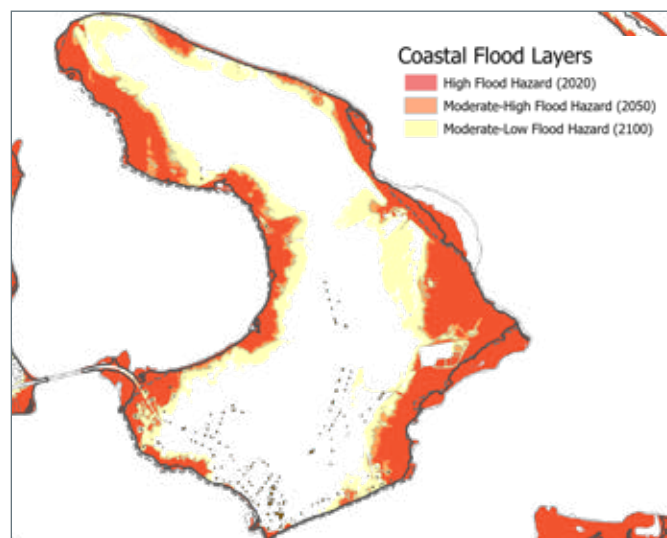 Coastal Flood Layers
High Flood Hazard (2020)
Moderate-High Flood Hazard (2050)
Moderate-Low Flood Hazard (2100)